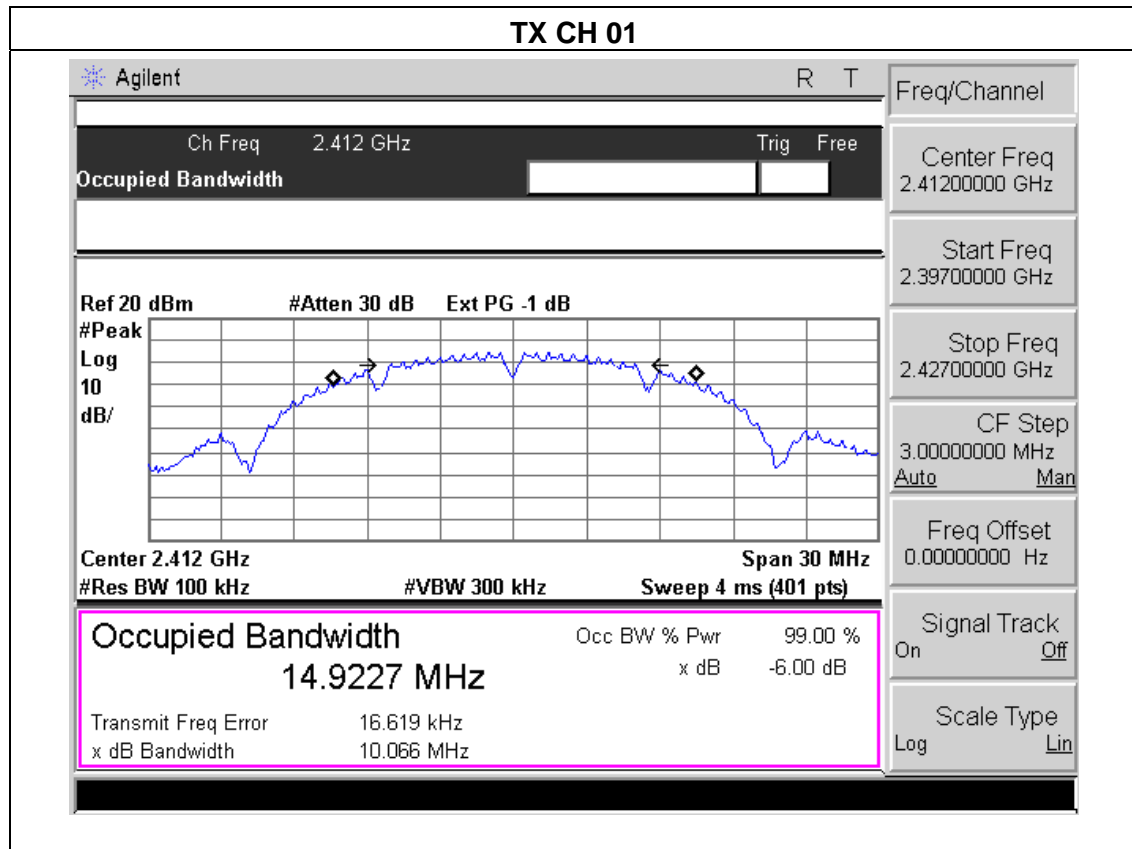 TX CH 01
Agilent R T
Ch Freq 2.412 GHz Trig Free
Occupied Bandwidth
Ref 20 dBm #Atten 30 dB Ext PG -1 dB
#Peak
Log
10
dB/
Center 2.412 GHz Span 30 MHz
#Res BW 100 kHz #VBW 300 kHz Sweep 4 ms (401 pts)
Occupied Bandwidth Occ BW % Pwr 99.00 %
14.9227 MHz x dB -6.00 dB
Transmit Freq Error 16.619 kHz
x dB Bandwidth 10.066 MHz
Freq/Channel
Center Freq
2.41200000 GHz
Start Freq
2.39700000 GHz
Stop Freq
2.42700000 GHz
CF Step
3.00000000 MHz
Auto Man
Freq Offset
0.00000000 Hz
Signal Track
On Off
Scale Type
Log Lin